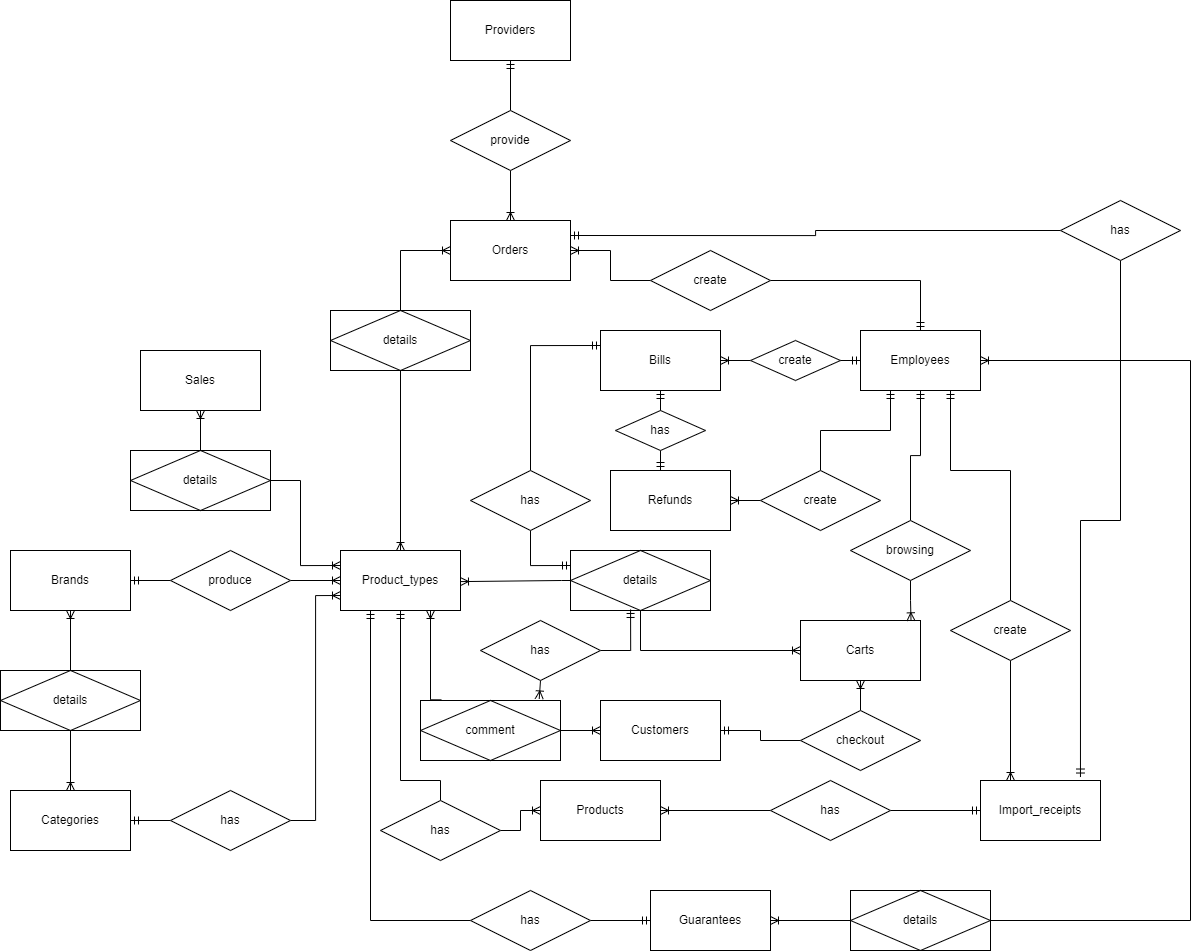 Providers
provide
has
Orders
create
details
Bills
create
Employees
Sales
has
details
has
Refunds
create
browsing
Brands
produce
Product_types
details
create
has
Carts
details
comment
Customers
checkout
Categories
has
has
Products
has
Import_receipts
has
Guarantees
details